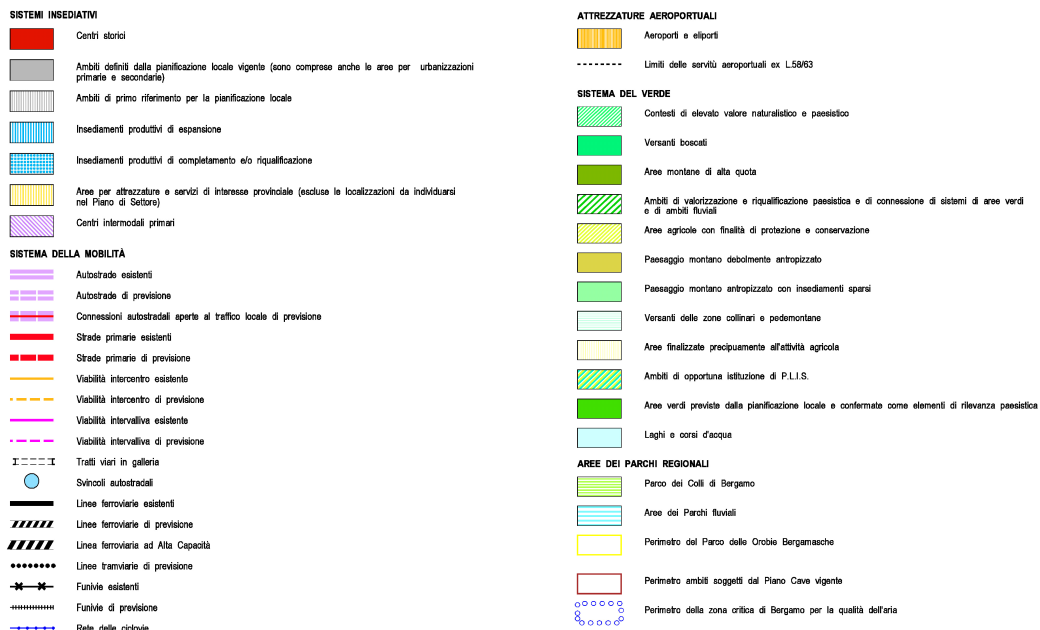 SISTEMI INSEDIATIVI
Centri storici
Ambiti definiti dalla pianificazione locale vigente (sono comprese anche le aree per urbanizzazioni
primarie e secondarie)
Ambiti di primo riferimento per la pianificazione locale
Insediamenti produttivi di espansione
Insediamenti produttivi di completamento e/o riqualificazione
Aree per attrezzature e servizi di interesse provinciale (escluse le localizzazioni da individuarsi
nel Piano di Settore)
Centri intermodali primari
SISTEMA DELLA MOBILITÀ
Autostrade esistenti
Autostrade di previsione
Connessioni autostradali aperte al traffico locale di previsione
Strade primarie esistenti
Strade primarie di previsione
Viabilità intercentro esistente
Viabilità intercentro di previsione
Viabilità intervalliva esistente
Viabilità intervalliva di previsione
Tratti viari in galleria
Svincoli autostradali
Linee ferroviarie esistenti
Linee ferroviarie di previsione
Linea ferroviaria ad Alta Capacità
Linee tramviarie di previsione
Funivie esistenti
Funivie di previsione
Rete delle ciclovie
ATTREZZATURE AEROPORTUALI
Aeroporti e eliporti
Limiti delle servitù aeroportuali ex L.58/63
SISTEMA DEL VERDE
Contesti di elevato valore naturalistico e paesistico
Versanti boscati
Aree montane di alta quota
Ambiti di valorizzazione e riqualificazione paesistica e di connessione di sistemi di aree verdi
e di ambiti fluviali
Aree agricole con finalità di protezione e conservazione
Paesaggio montano debolmente antropizzato
Paesaggio montano antropizzato con insediamenti sparsi
Versanti delle zone collinari e pedemontane
Aree finalizzate precipuamente all'attività agricola
Ambiti di opportuna istituzione di P.L.I.S.
Aree verdi previste dalla pianificazione locale e confermate come elementi di rilevanza paesistica
Laghi e corsi d'acqua
AREE DEI PARCHI REGIONALI
Parco dei Colli di Bergamo
Aree dei Parchi fluviali
Perimetro del Parco delle Orobie Bergamasche
Perimetro ambiti soggetti dal Piano Cave vigente
Perimetro della zona critica di Bergamo per la qualità dell'aria